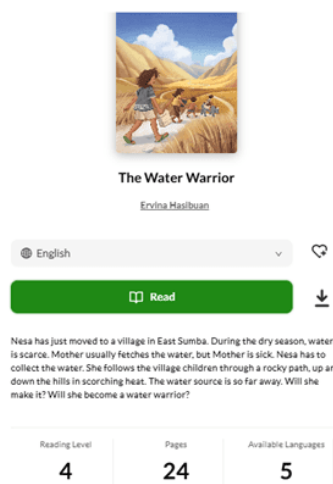 The Water Warrior
Ervina Hasibuan
English
Read
Nesa has just moved to a village in East Sumba. During the dry season, water
is scarce. Mother usually fetches the water, but Mother is sick. Nesa has to
collect the water. She follows the village children through a rocky path, up an
down the hills in scorching heat. The water source is so far away. Will she
make it? Will she become a water warrior?
Reading Level
Pages
Available Languages
4
24
5